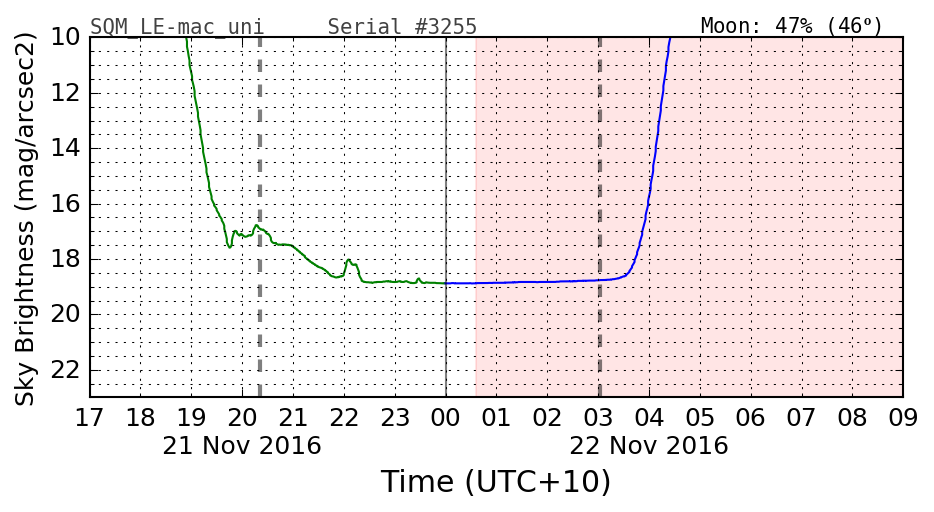 SQM_LE-mac_uni Serial #3255 Moon: 47% (46°)
Sky Brightness (mag/arcsec2)
10
12
14
16
18
20
22
17 18 19 20 21 22 23 00 01 02 03 04 05 06 07 08 09
21 Nov 2016 22 Nov 2016
Time (UTC+10)